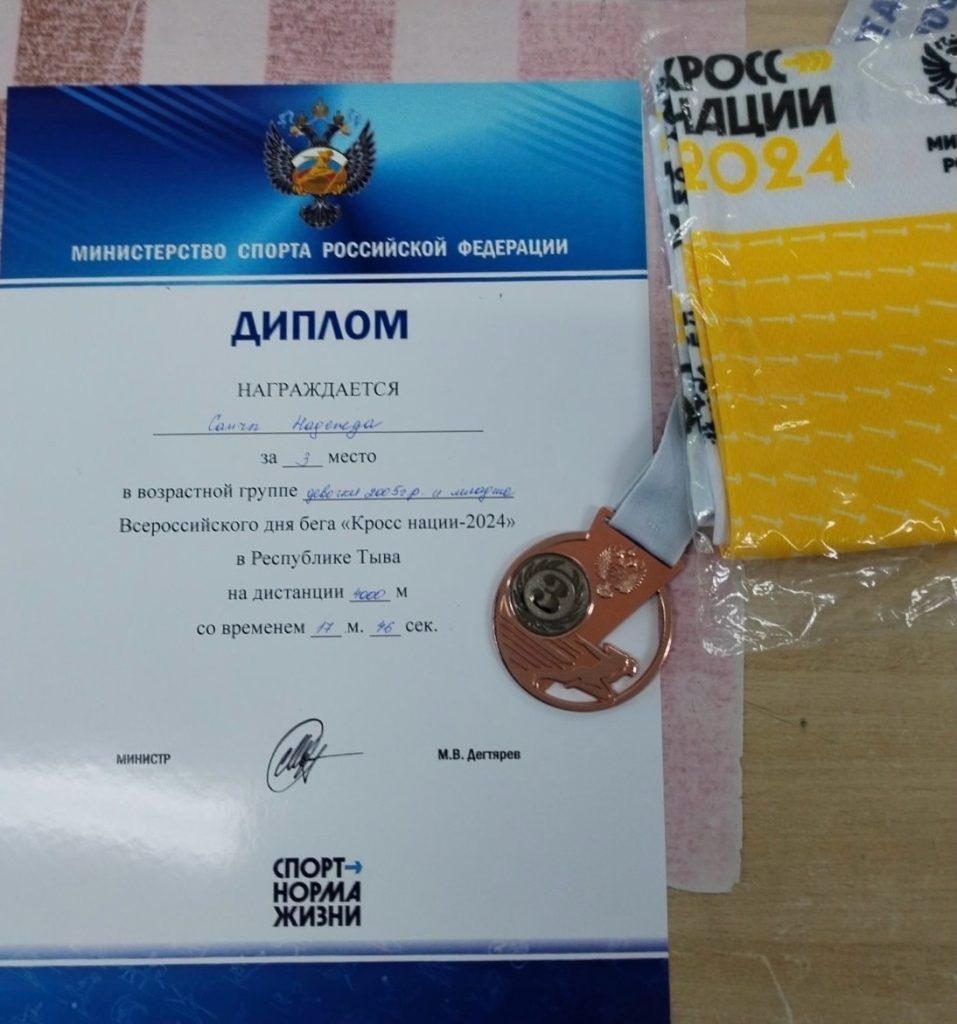 МИНИСТЕРСТВО СПОРТА РОССИЙСКОЙ ФЕДЕРАЦИИ
ДИПЛОМ
НАГРАЖДАЕТСЯ
Надежда
за 3 место
в возрастной группе девочки 2005 г.р. и младше
Всероссийского дня бега «Кросс нации-2024»
в Республике Тыва
на дистанции 4000 м
со временем 17 м. 46 сек.
МИНИСТР
М.В. Дегтярев
СПОРТ
НОРМА
ЖИЗНИ
КРОСС
НАЦИИ
2024
3